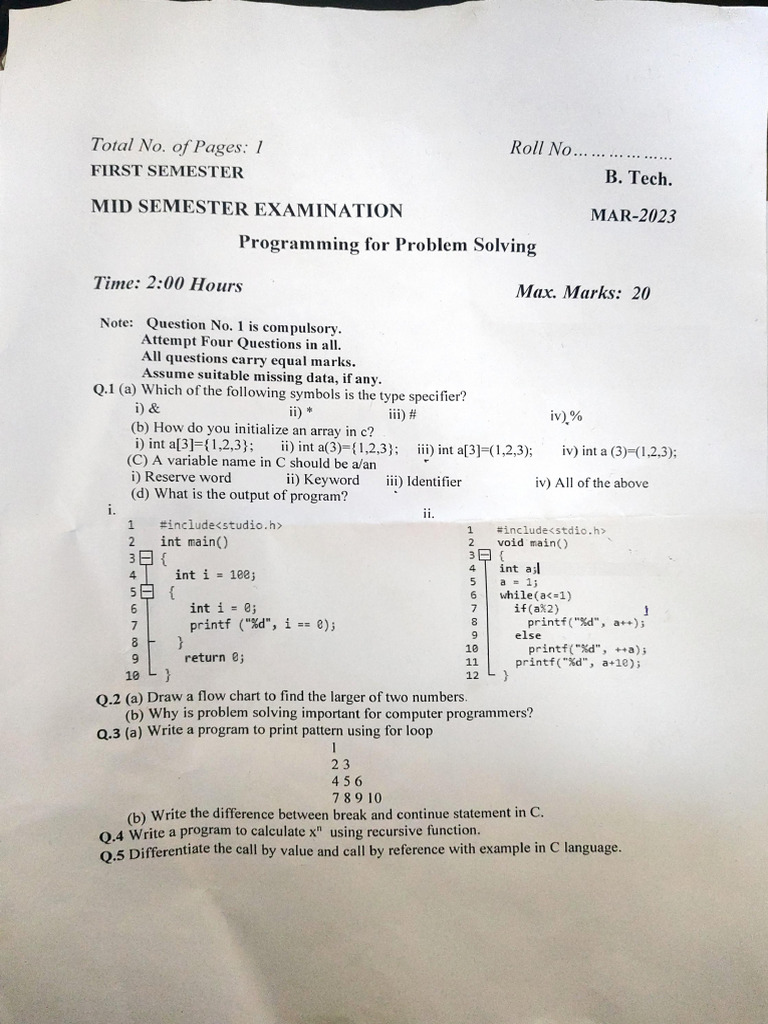 Total No. of Pages: 1 Roll No... ... ... ... ......
FIRST SEMESTER B. Tech.
MID SEMESTER EXAMINATION MAR-2023
Programming for Problem Solving
Time: 2:00 Hours Max. Marks: 20
Note: Question No. 1 is compulsory.
Attempt Four Questions in all.
All questions carry equal marks.
Assume suitable missing data, if any.
Q.1 (a) Which of the following symbols is the type specifier?
i) & ii) * iii) # iv) %
(b) How do you initialize an array in c?
i) int a[3]={1,2,3}; ii) int a(3)={1,2,3}; iii) int a[3]=(1,2,3); iv) int a (3)=(1,2,3);
(C) A variable name in C should be a/an
i) Reserve word ii) Keyword iii) Identifier iv) All of the above
(d) What is the output of program?
i. ii.
1 #include<studio.h>
2 int main()
3 {
4 int i = 100;
5 {
6 int i = 0;
7 printf ("%d", i == 0);
8 }
9 return 0;
10 }
1 #include<stdio.h>
2 void main()
3 {
4 int a;
5 a = 1;
6 while(a<=1)
7 if(a%2)
8 printf("%d", a++);
9 else
10 printf("%d", ++a);
11 printf("%d", a+10);
12 }
Q.2 (a) Draw a flow chart to find the larger of two numbers.
(b) Why is problem solving important for computer programmers?
Q.3 (a) Write a program to print pattern using for loop
1
2 3
4 5 6
7 8 9 10
(b) Write the difference between break and continue statement in C.
Q.4 Write a program to calculate xⁿ using recursive function.
Q.5 Differentiate the call by value and call by reference with example in C language.